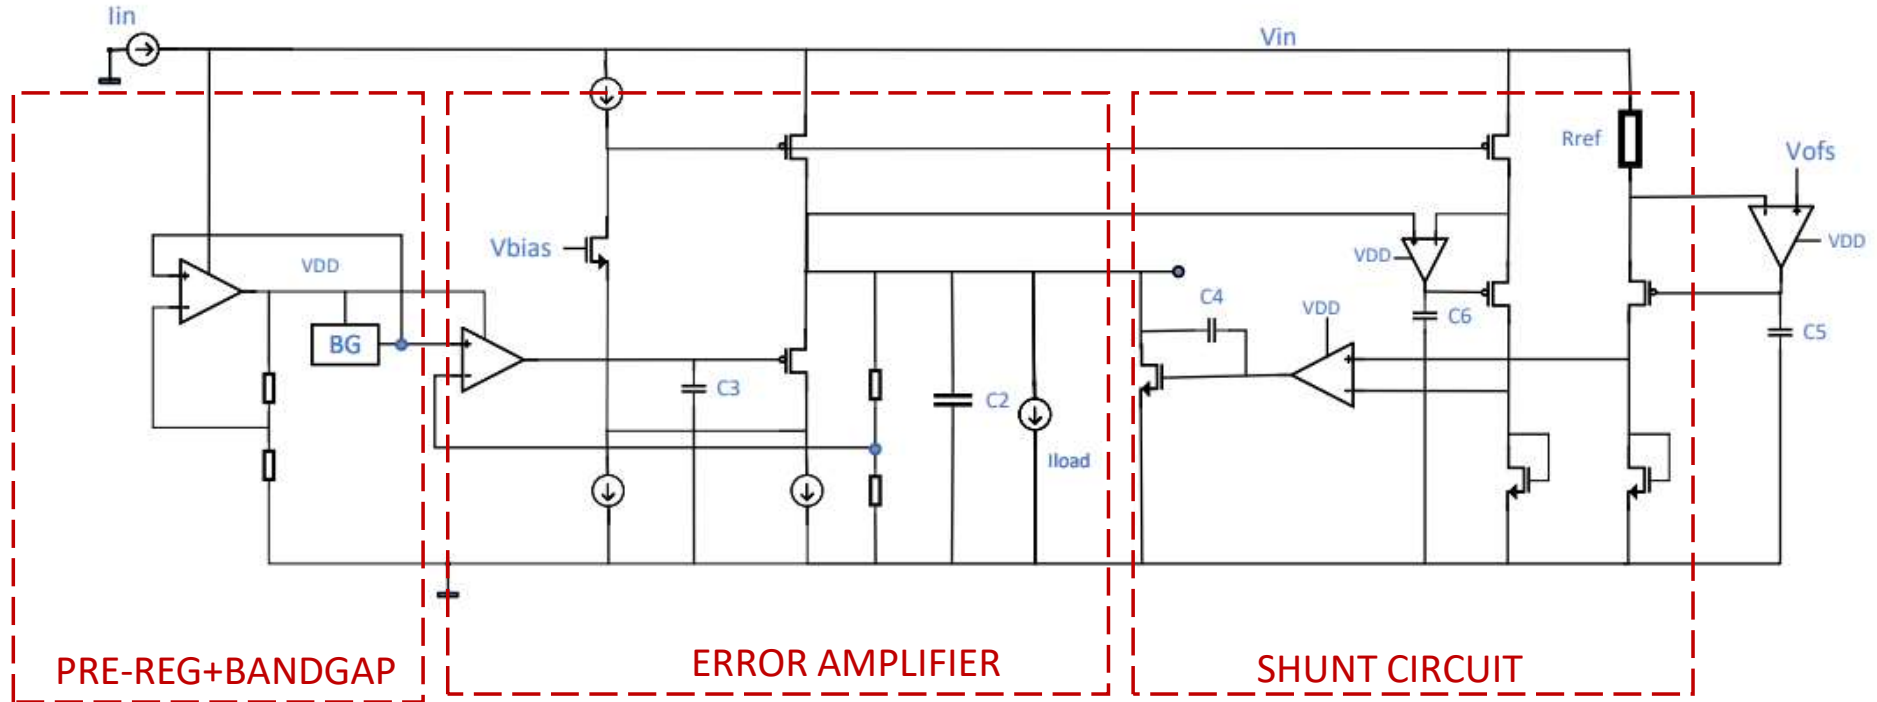 Iin
Vin
Rref
Vofs
Vbias
VDD
VDD
VDD
C4
VDD
C6
C5
BG
C3
C2
Iload
PRE-REG+BANDGAP
ERROR AMPLIFIER
SHUNT CIRCUIT